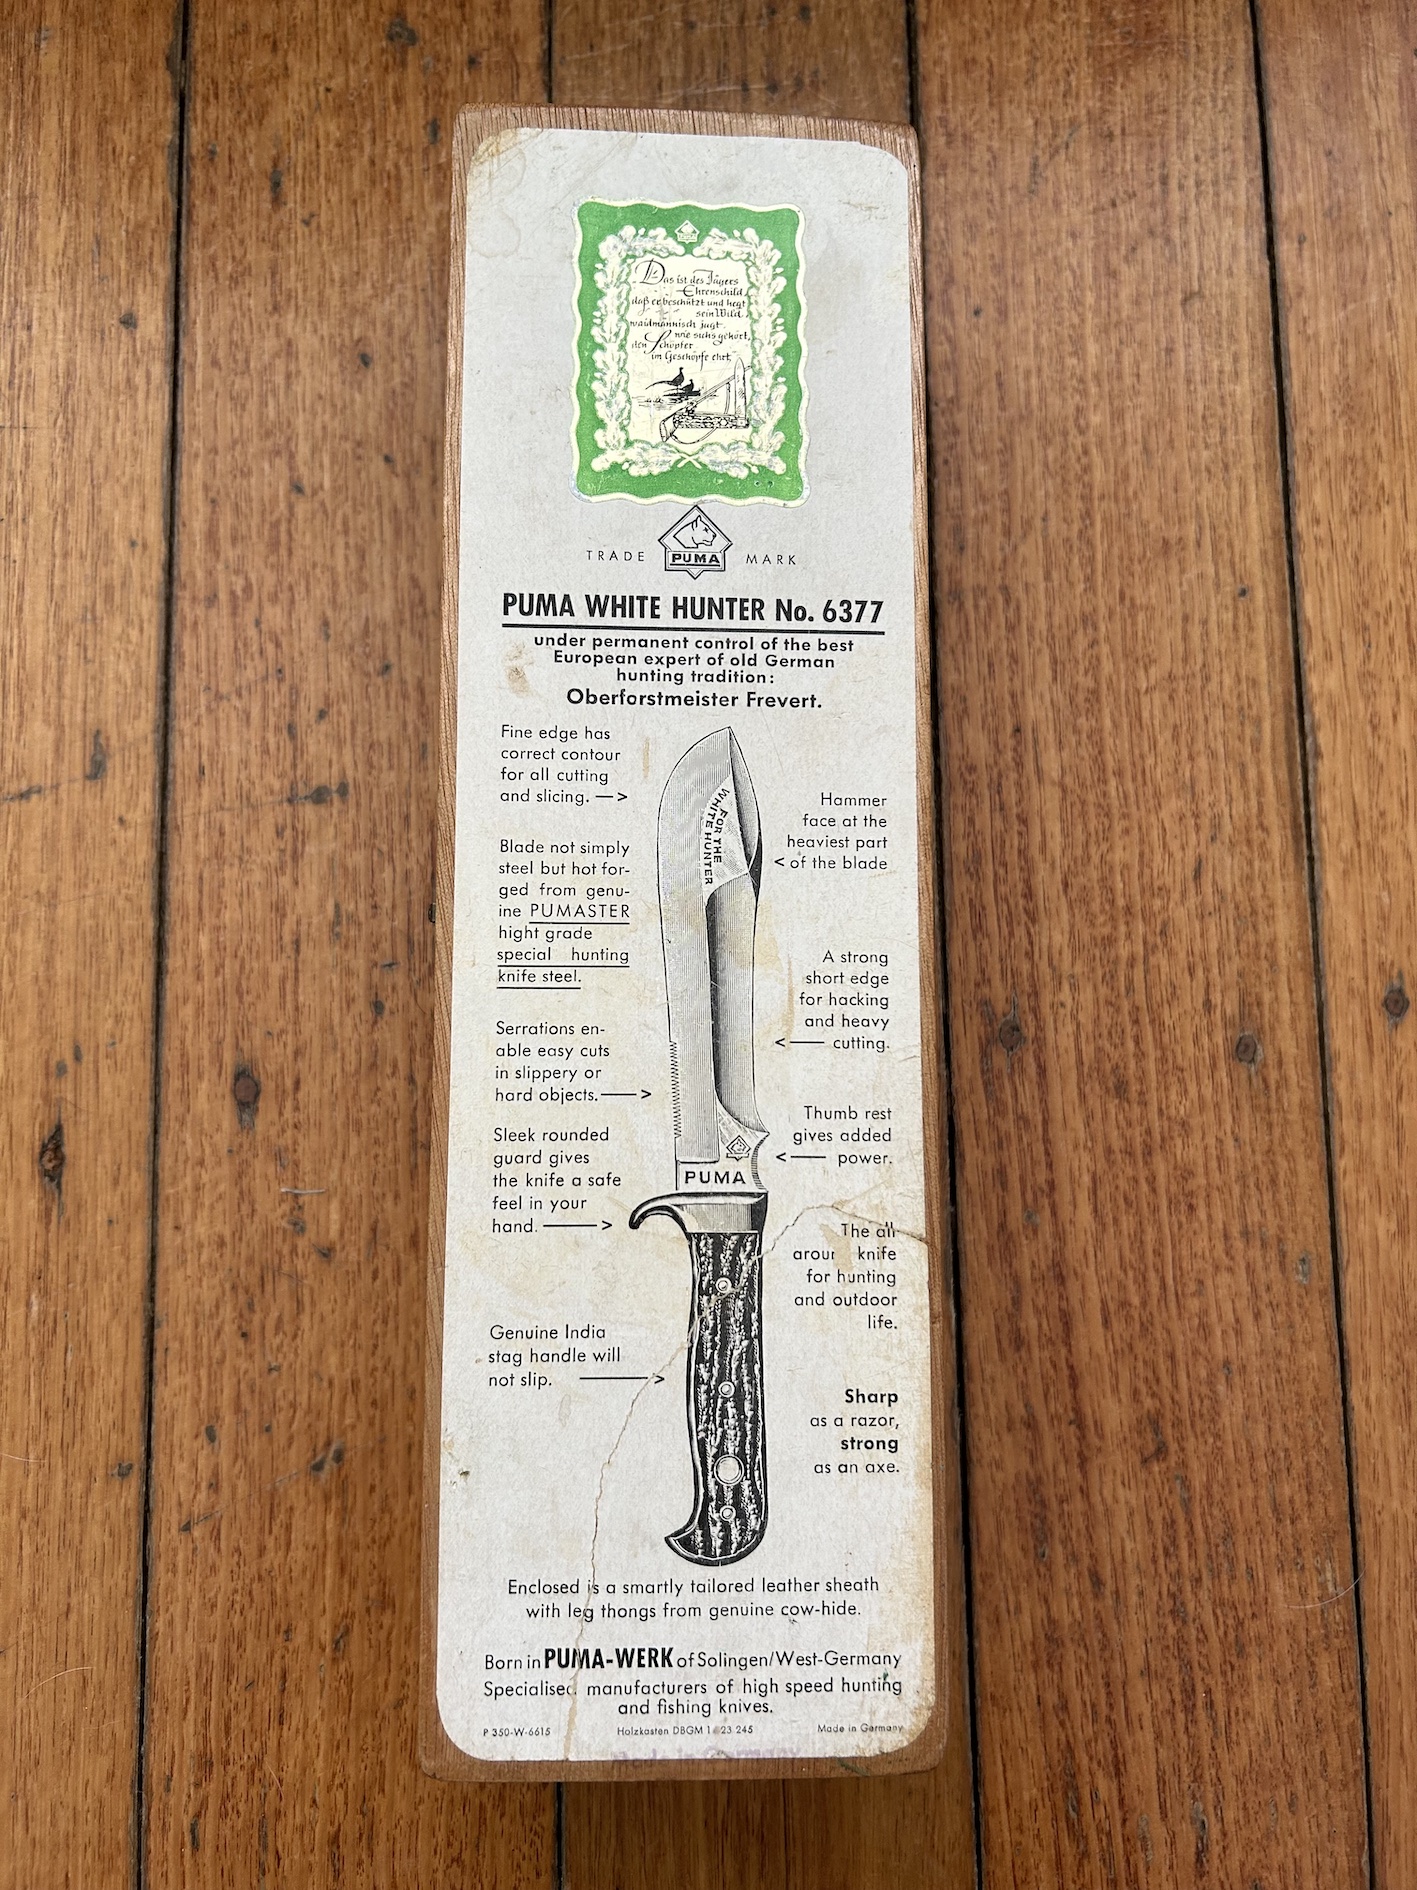 Das ist des Jägers
Ehrenschild,
daß er beschützt und hegt
sein Wild,
waidmännisch jagt,
wie sichs gehört,
den Schöpfer
im Geschöpfe ehrt.
TRADE PUMA MARK
PUMA WHITE HUNTER No. 6377
under permanent control of the best
European expert of old German
hunting tradition:
Oberforstmeister Frevert.
Fine edge has
correct contour
for all cutting
and slicing. —>
Hammer
face at the
heaviest part
< of the blade
FOR THE
WHITE HUNTER
Blade not simply
steel but hot for-
ged from genu-
ine PUMASTER
hight grade
special hunting
knife steel.
A strong
short edge
for hacking
and heavy
<— cutting.
Serrations en-
able easy cuts
in slippery or
hard objects.—>
Thumb rest
gives added
<— power.
Sleek rounded
guard gives
the knife a safe
feel in your
hand. —>
PUMA
The all
arour knife
for hunting
and outdoor
life.
Genuine India
stag handle will
not slip. —>
Sharp
as a razor,
strong
as an axe.
Enclosed is a smartly tailored leather sheath
with leg thongs from genuine cow-hide.
Born in PUMA-WERK of Solingen/West-Germany
Specialised manufacturers of high speed hunting
and fishing knives.
P 350-W-6615 Holzkasten DBGM 1 23 245 Made in Germany